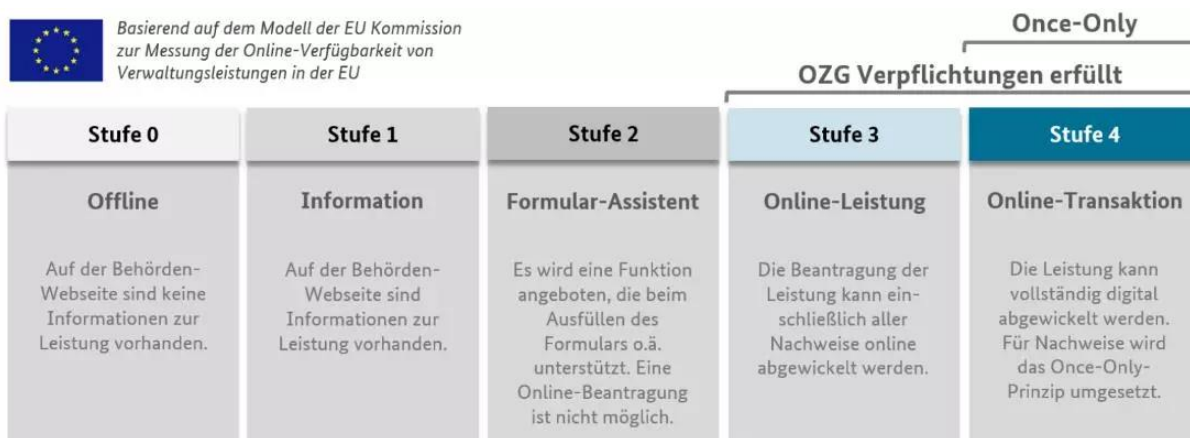 Basierend auf dem Modell der EU Kommission
zur Messung der Online-Verfügbarkeit von
Verwaltungsleistungen in der EU
Once-Only
OZG Verpflichtungen erfüllt
Stufe 0
Offline
Auf der Behörden-
Webseite sind keine
Informationen zur
Leistung vorhanden.
Stufe 1
Information
Auf der Behörden-
Webseite sind
Informationen zur
Leistung vorhanden.
Stufe 2
Formular-Assistent
Es wird eine Funktion
angeboten, die beim
Ausfüllen des
Formulars o.ä.
unterstützt. Eine
Online-Beantragung
ist nicht möglich.
Stufe 3
Online-Leistung
Die Beantragung der
Leistung kann ein-
schließlich aller
Nachweise online
abgewickelt werden.
Stufe 4
Online-Transaktion
Die Leistung kann
vollständig digital
abgewickelt werden.
Für Nachweise wird
das Once-Only-
Prinzip umgesetzt.